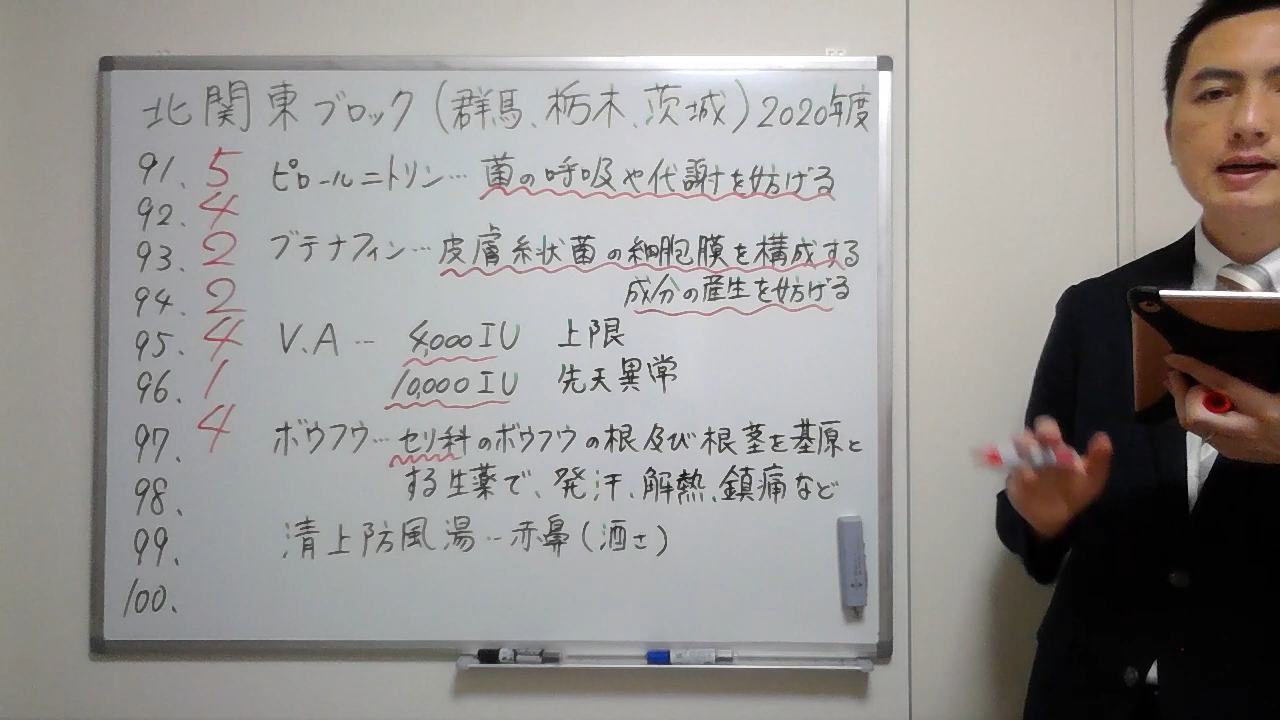 北関東ブロック(群馬、栃木、茨城)2020年度
91. 5 ピロールニトリン… 菌の呼吸や代謝を妨げる
92. 4
93. 2 ブテナフィン… 皮膚糸状菌の細胞膜を構成する
94. 2 成分の産生を妨げる
95. 4 V.A … 4,000IU 上限
96. 1 10,000IU 先天異常
97. 4 ボウフウ… セリ科のボウフウの根及び根茎を基原と
98. する生薬で、発汗、解熱、鎮痛など
99. 清上防風湯… 赤鼻(酒さ)
100.